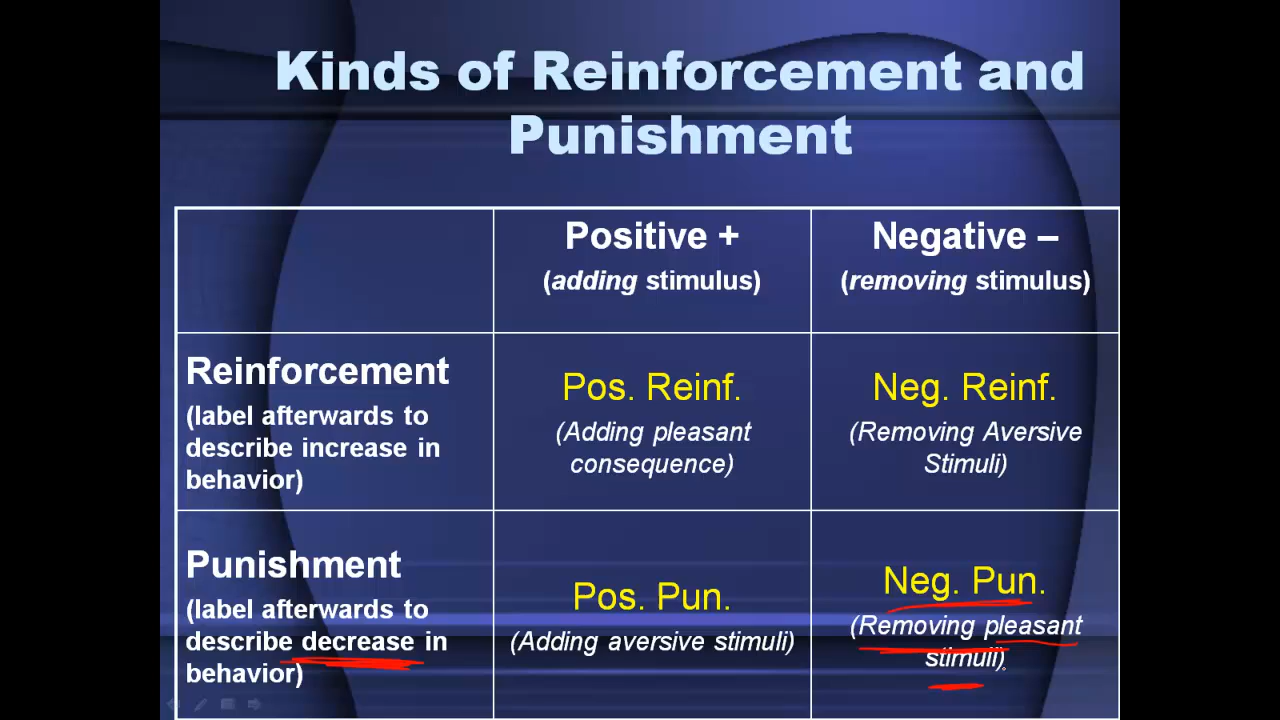 Kinds of Reinforcement and
Punishment
Positive +
(adding stimulus)
Negative –
(removing stimulus)
Reinforcement
(label afterwards to
describe increase in
behavior)
Pos. Reinf.
(Adding pleasant
consequence)
Neg. Reinf.
(Removing Aversive
Stimuli)
Punishment
(label afterwards to
describe decrease in
behavior)
Pos. Pun.
(Adding aversive stimuli)
Neg. Pun.
(Removing pleasant
stimuli)